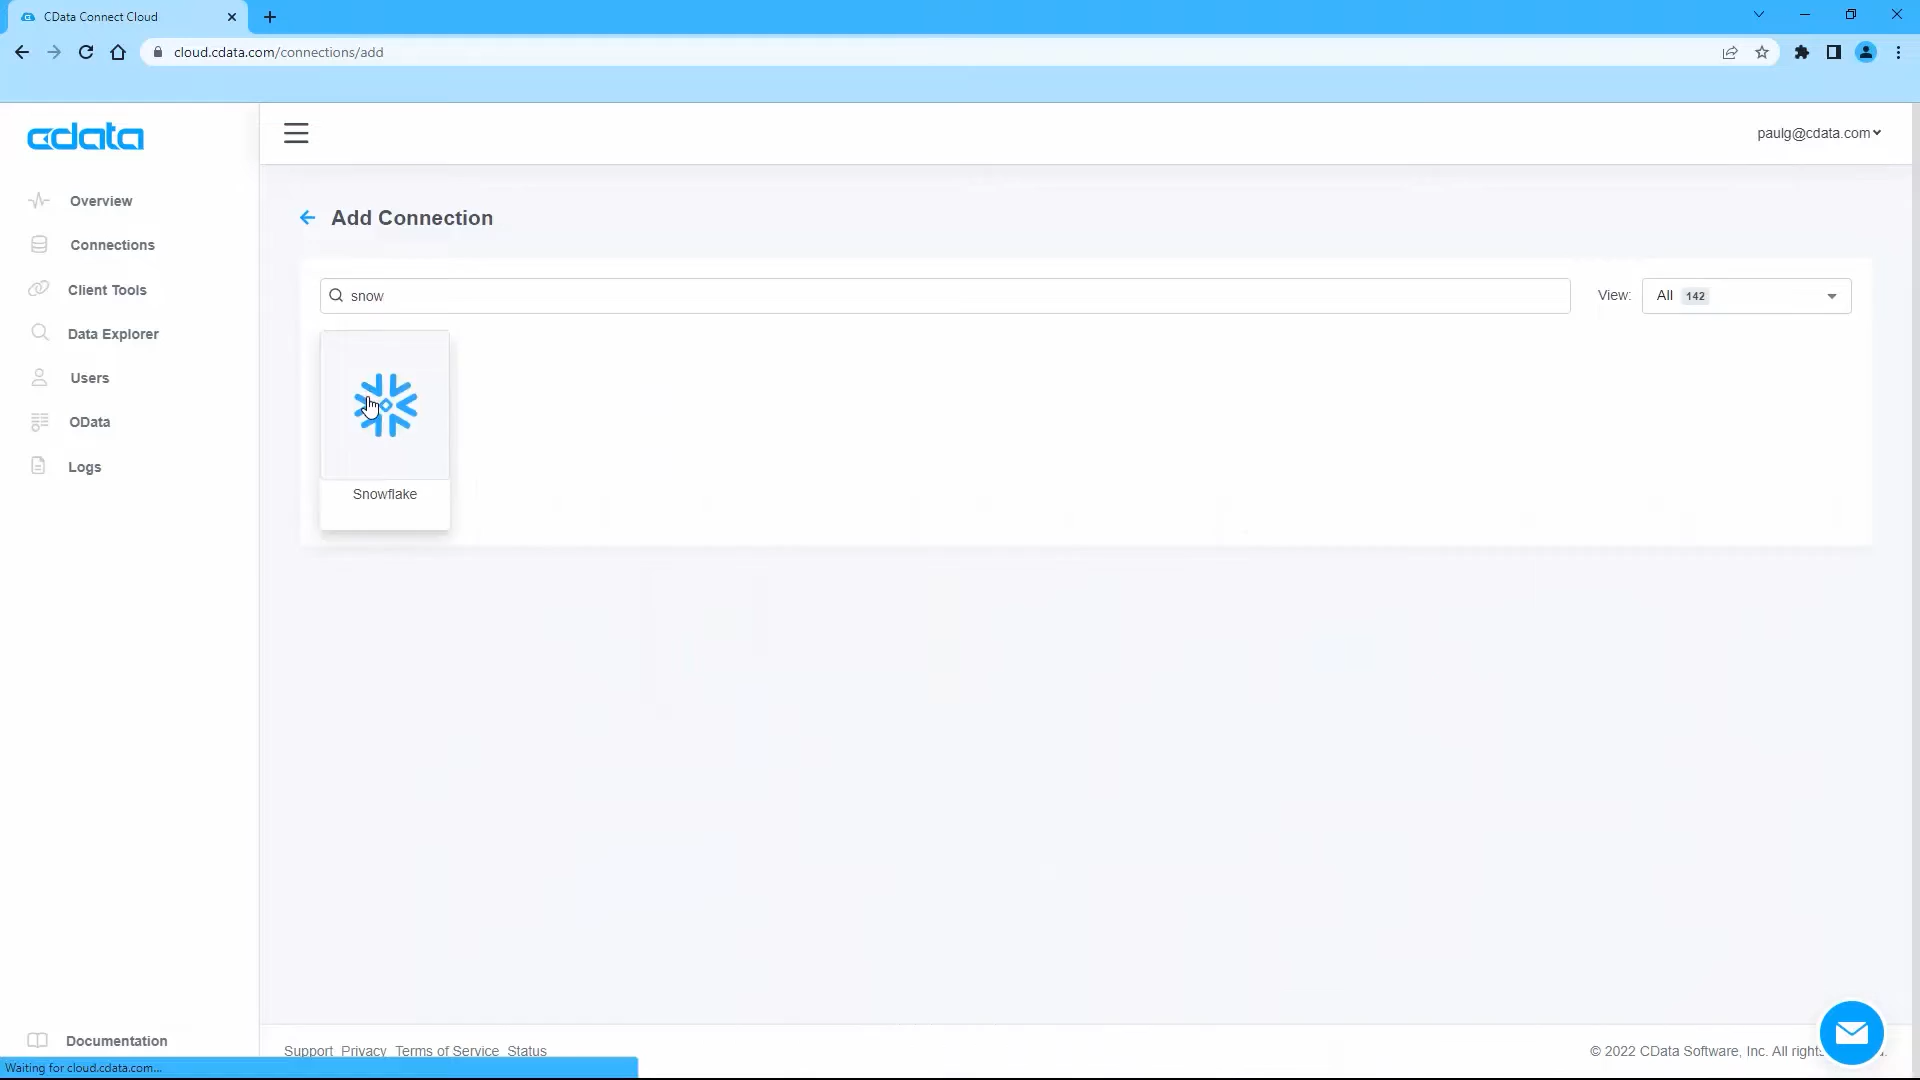 CData Connect Cloud
cloud.cdata.com/connections/add
cdata
paulg@cdata.com
Overview
Connections
Client Tools
Data Explorer
Users
OData
Logs
Documentation
Add Connection
snow
View:
All 142
Snowflake
Support Privacy Terms of Service Status
© 2022 CData Software, Inc. All rights
Waiting for cloud.cdata.com...